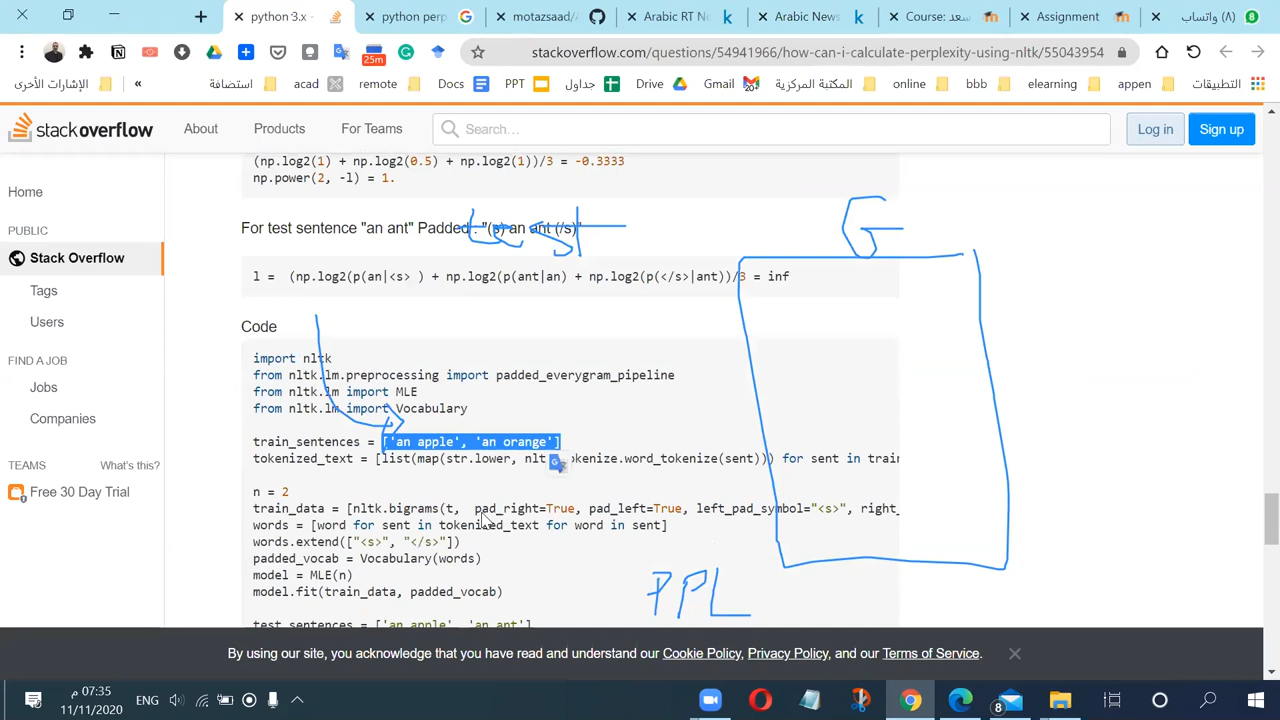 python 3.x -
python perp
motazsaad/
Arabic RT Ne
Arabic News
Course: سعد
Assignment
(٨) واتساب
8
stackoverflow.com/questions/54941966/how-can-i-calculate-perplexity-using-nltk/55059554
25m
الإشارات الأخرى
«
استضافة
acad
remote
Docs
PPT
جداول
Drive
Gmail
20+
المكتبة المركزية
online
bbb
elearning
appen
التطبيقات
stackoverflow
About
Products
For Teams
Search…
Log in
Sign up
Home
PUBLIC
Stack Overflow
Tags
Users
FIND A JOB
Jobs
Companies
TEAMS
What's this?
Free 30 Day Trial
(np.log2(1) + np.log2(0.5) + np.log2(1))/3 = -0.3333
np.power(2, -l) = 1.
For test sentence "an ant" Padded : "(s) an ant (/s)"
test
G
l = (np.log2(p(an|<s> ) + np.log2(p(ant|an) + np.log2(p(</s>|ant))/3 = inf
Code
import nltk
from nltk.lm.preprocessing import padded_everygram_pipeline
from nltk.lm import MLE
from nltk.lm import Vocabulary
train_sentences = ['an apple', 'an orange']
tokenized_text = [list(map(str.lower, nltk.tokenize.word_tokenize(sent))) for sent in train
n = 2
train_data = [nltk.bigrams(t, pad_right=True, pad_left=True, left_pad_symbol="<s>", right_
words = [word for sent in tokenized_text for word in sent]
words.extend(["<s>", "</s>"])
padded_vocab = Vocabulary(words)
model = MLE(n)
model.fit(train_data, padded_vocab)
PPL
test_sentences = ['an apple', 'an ant']
By using our site, you acknowledge that you have read and understand our Cookie Policy, Privacy Policy, and our Terms of Service.
07:35 م
11/11/2020
ENG
8